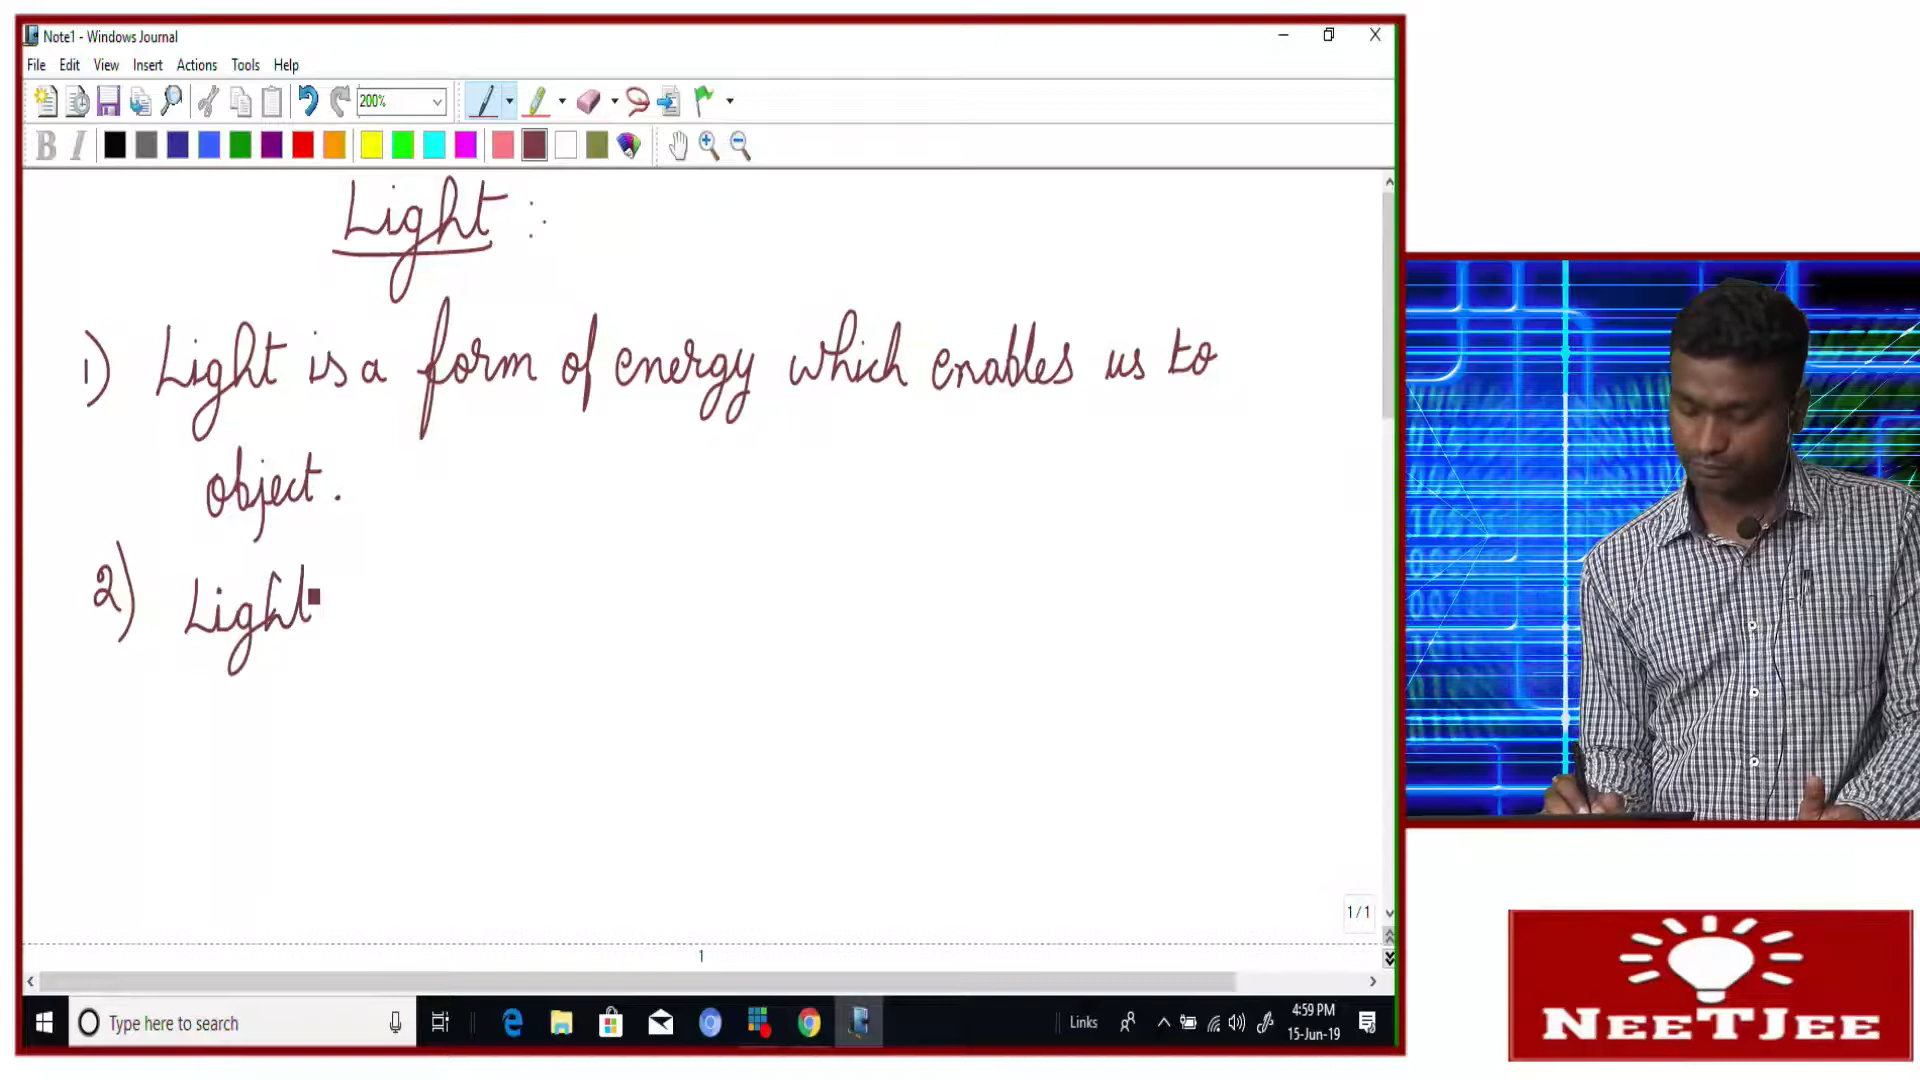 Note1 - Windows Journal
File Edit View Insert Actions Tools Help
200%
B I
Light :
1) Light is a form of energy which enables us to
object.
2) Light
1/1
1
Type here to search
Links
4:59 PM
15-Jun-19
NEETJEE